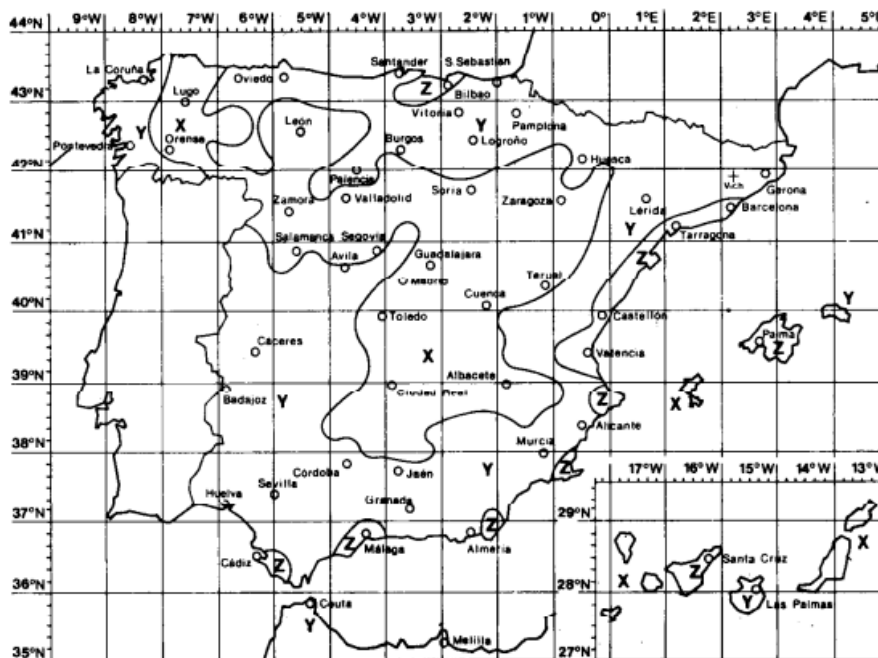 9°W 8°W 7°W 6°W 5°W 4°W 3°W 2°W 1°W 0° 1°E 2°E 3°E 4°E
44°N
La Coruña Oviedo Santander S. Sebastian
Lugo Z Bilbao
43°N
Vitoria Pamplona
Y X León Y
Pontevedra Orense Burgos Logroño
42°N
Huesca
Palencia Vich Gerona
Zamora Valladolid Soria Zaragoza Lérida Barcelona
Y Tarragona
41°N
Salamanca Segovia
Avila Guadalajara Z
Madrid Teruel
40°N
Cuenca Y
Toledo Castellón Palma
Caceres X Valencia Z
39°N
Albacete
Badajoz Y Ciudad Real Z X
Alicante
38°N
Murcia
Córdoba Jaén Y Z
17°W 16°W 15°W 14°W 13°W
Huelva Sevilla Granada
37°N
Z 29°N
Cádiz Z Z Málaga Almería Santa Cruz X
X Z
36°N 28°N
Ceuta Y Las Palmas
Y
Melilla
35°N 27°N